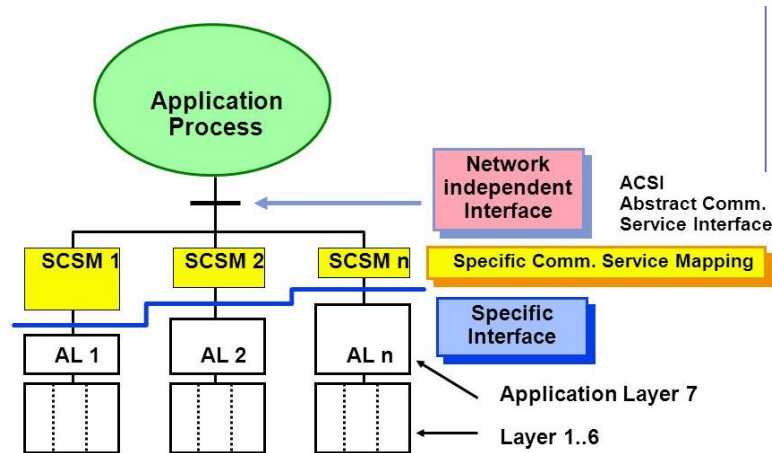 Application
Process
Network
independent
Interface
ACSI
Abstract Comm.
Service Interface
SCSM 1
SCSM 2
SCSM n
Specific Comm. Service Mapping
Specific
Interface
AL 1
AL 2
AL n
Application Layer 7
Layer 1..6